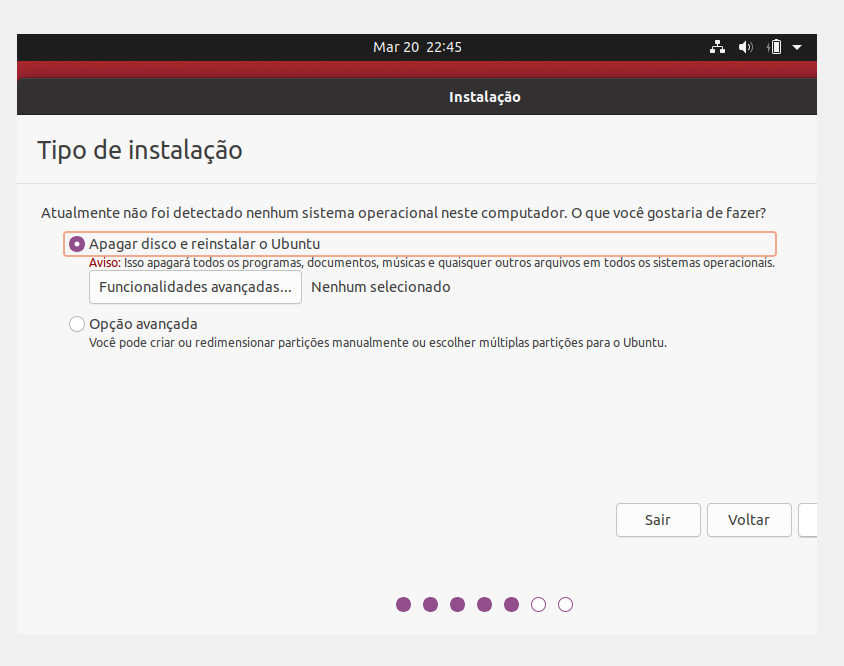 Mar 20 22:45
Instalação
Tipo de instalação
Atualmente não foi detectado nenhum sistema operacional neste computador. O que você gostaria de fazer?
Apagar disco e reinstalar o Ubuntu
Aviso: Isso apagará todos os programas, documentos, músicas e quaisquer outros arquivos em todos os sistemas operacionais.
Funcionalidades avançadas... Nenhum selecionado
Opção avançada
Você pode criar ou redimensionar partições manualmente ou escolher múltiplas partições para o Ubuntu.
Sair Voltar